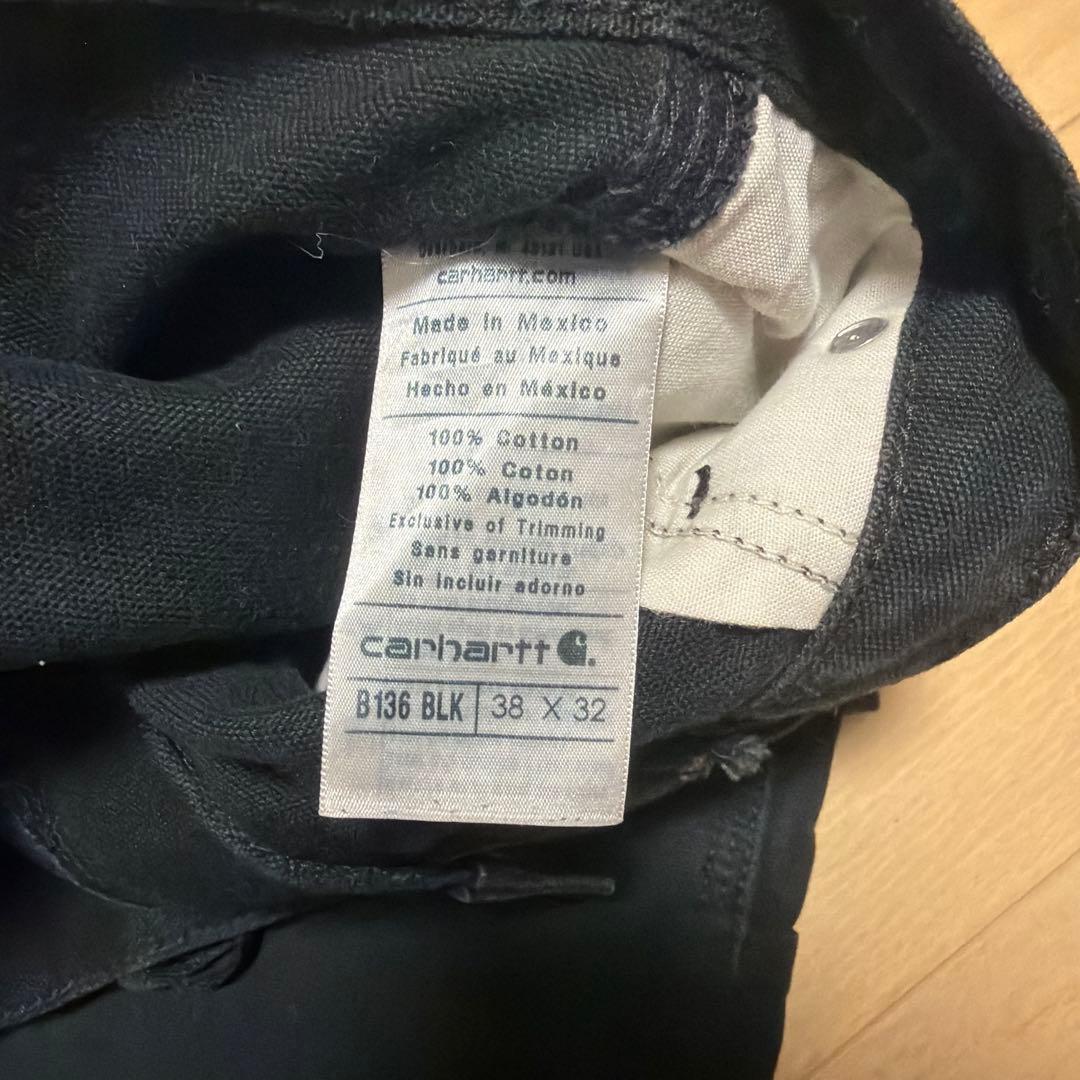 carhartt.com
Made in Mexico
Fabriqué au Mexique
Hecho en México
100% Cotton
100% Coton
100% Algodón
Exclusive of Trimming
Sans garniture
Sin incluir adorno
carhartt
B136 BLK 38 X 32